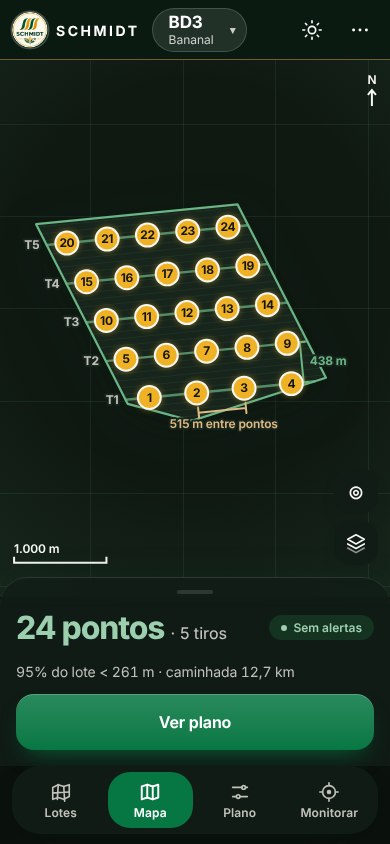 SCHMIDT
SCHMIDT
BD3
Bananal
N
T5 20 21 22 23 24
T4 15 16 17 18 19
T3 10 11 12 13 14
T2 5 6 7 8 9
438 m
T1 1 2 3 4
515 m entre pontos
1.000 m
24 pontos · 5 tiros
Sem alertas
95% do lote < 261 m · caminhada 12,7 km
Ver plano
Lotes
Mapa
Plano
Monitorar